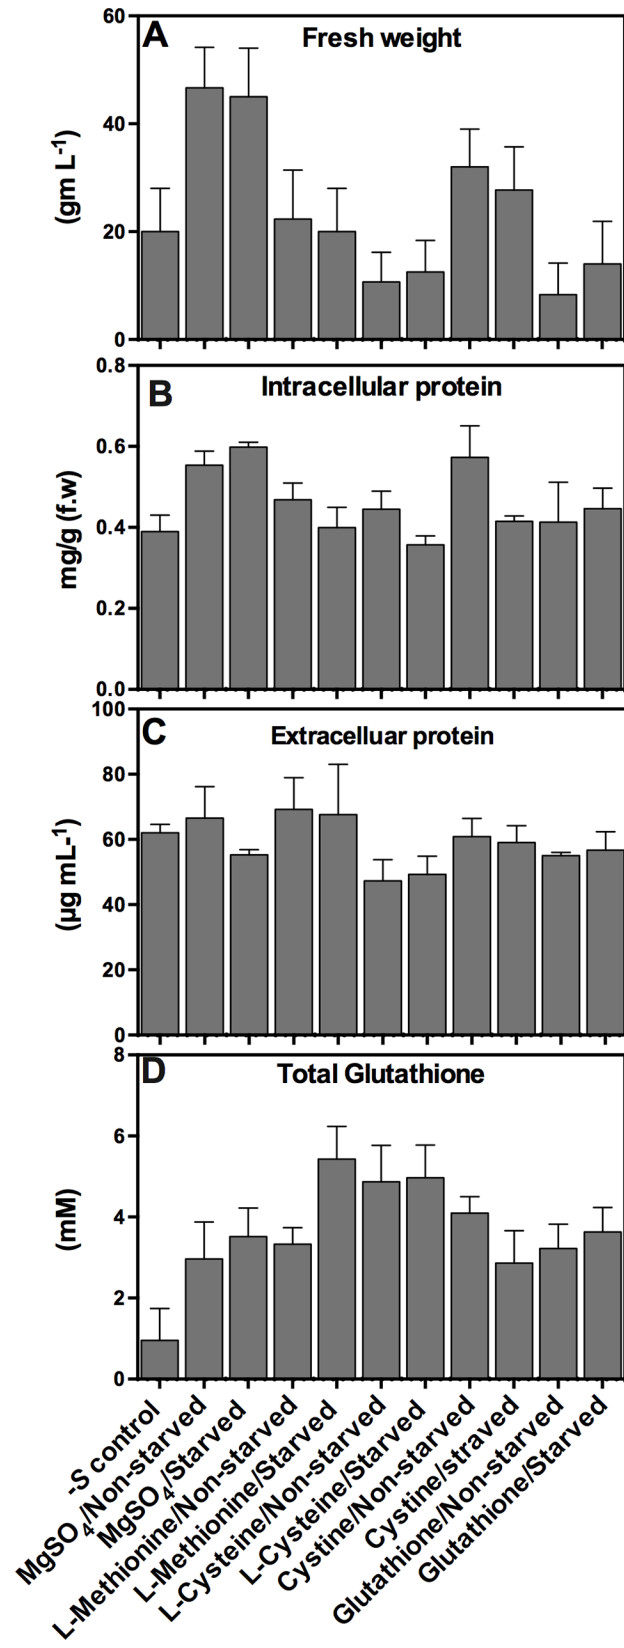 A
Fresh weight
(gm L-1)
60
40
20
0
B
Intracellular protein
mg/g (f.w)
0.8
0.6
0.4
0.2
0.0
C
Extracelluar protein
(µg mL-1)
100
80
60
40
20
0
D
Total Glutathione
(mM)
8
6
4
2
0
-S control
MgSO4/Non-starved
MgSO4/Starved
L-Methionine/Non-starved
L-Methionine/Starved
L-Cysteine/Non-starved
L-Cysteine/Starved
Cystine/Non-starved
Cystine/straved
Glutathione/Non-starved
Glutathione/Starved